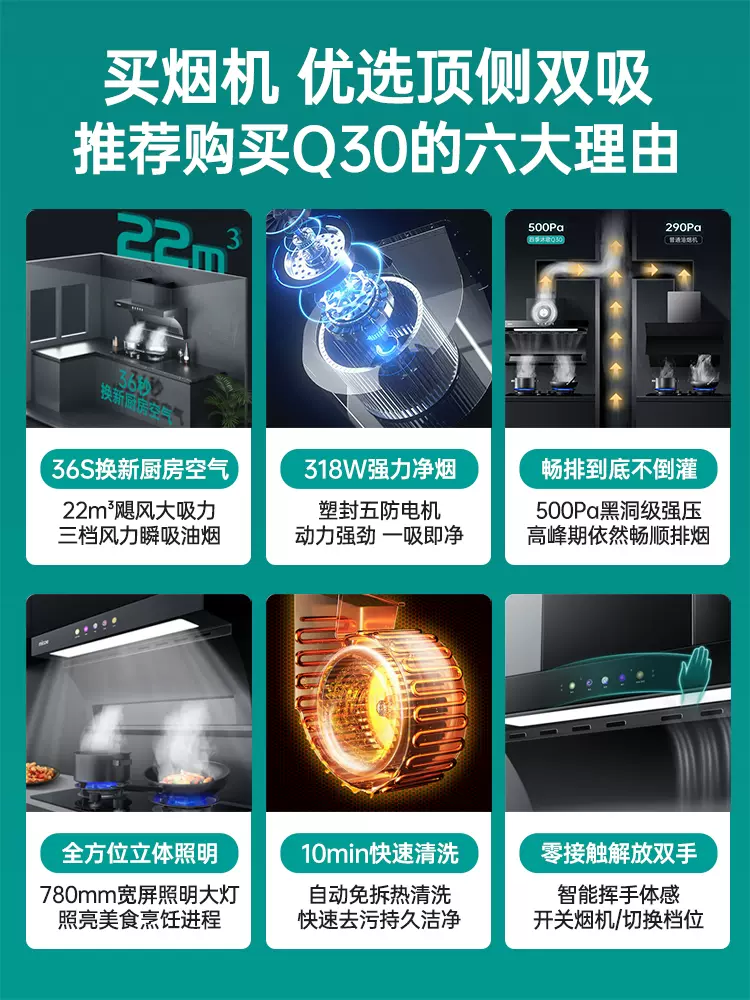 买烟机 优选顶侧双吸
推荐购买Q30的六大理由
22m³
36秒
换新厨房空气
500Pa
四季沐歌Q30
290Pa
普通油烟机
36S换新厨房空气
22m³飓风大吸力
三档风力瞬吸油烟
318W强力净烟
塑封五防电机
动力强劲 一吸即净
畅排到底不倒灌
500Pa黑洞级强压
高峰期依然畅顺排烟
全方位立体照明
780mm宽屏照明大灯
照亮美食烹饪进程
10min快速清洗
自动免拆热清洗
快速去污持久洁净
零接触解放双手
智能挥手体感
开关烟机/切换档位